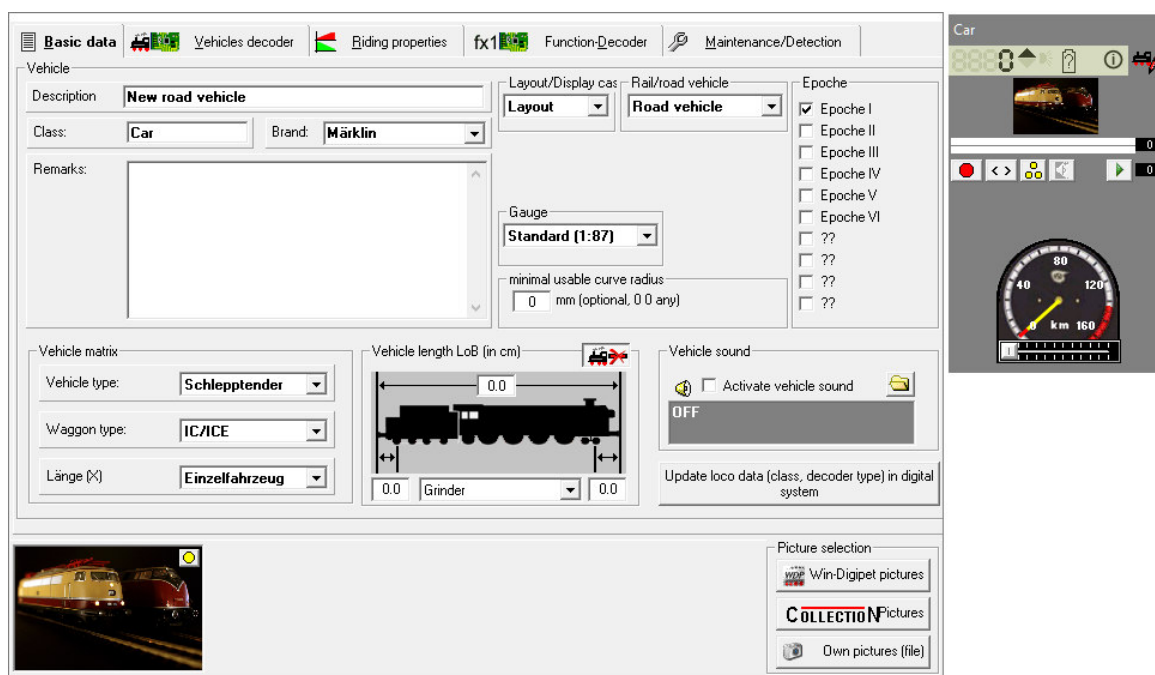 Basic data
Vehicles decoder
Riding properties
fx1
Function-Decoder
Maintenance/Detection
Vehicle
Description
New road vehicle
Class:
Car
Brand:
Märklin
Remarks:
Layout/Display cas
Layout
Rail/road vehicle
Road vehicle
Gauge
Standard (1:87)
minimal usable curve radius
0 mm (optional, 0 0 any)
Epoche
Epoche I
Epoche II
Epoche III
Epoche IV
Epoche V
Epoche VI
??
??
??
??
Vehicle matrix
Vehicle type:
Schlepptender
Waggon type:
IC/ICE
Länge (X)
Einzelfahrzeug
Vehicle length LoB (in cm)
0.0
0.0
Grinder
0.0
Vehicle sound
Activate vehicle sound
OFF
Update loco data (class, decoder type) in digital
system
Picture selection
WDP
Win-Digipet pictures
COLLECTION Pictures
Own pictures (file)
Car
0
?
0
< >
0
80
40
120
0
km 160